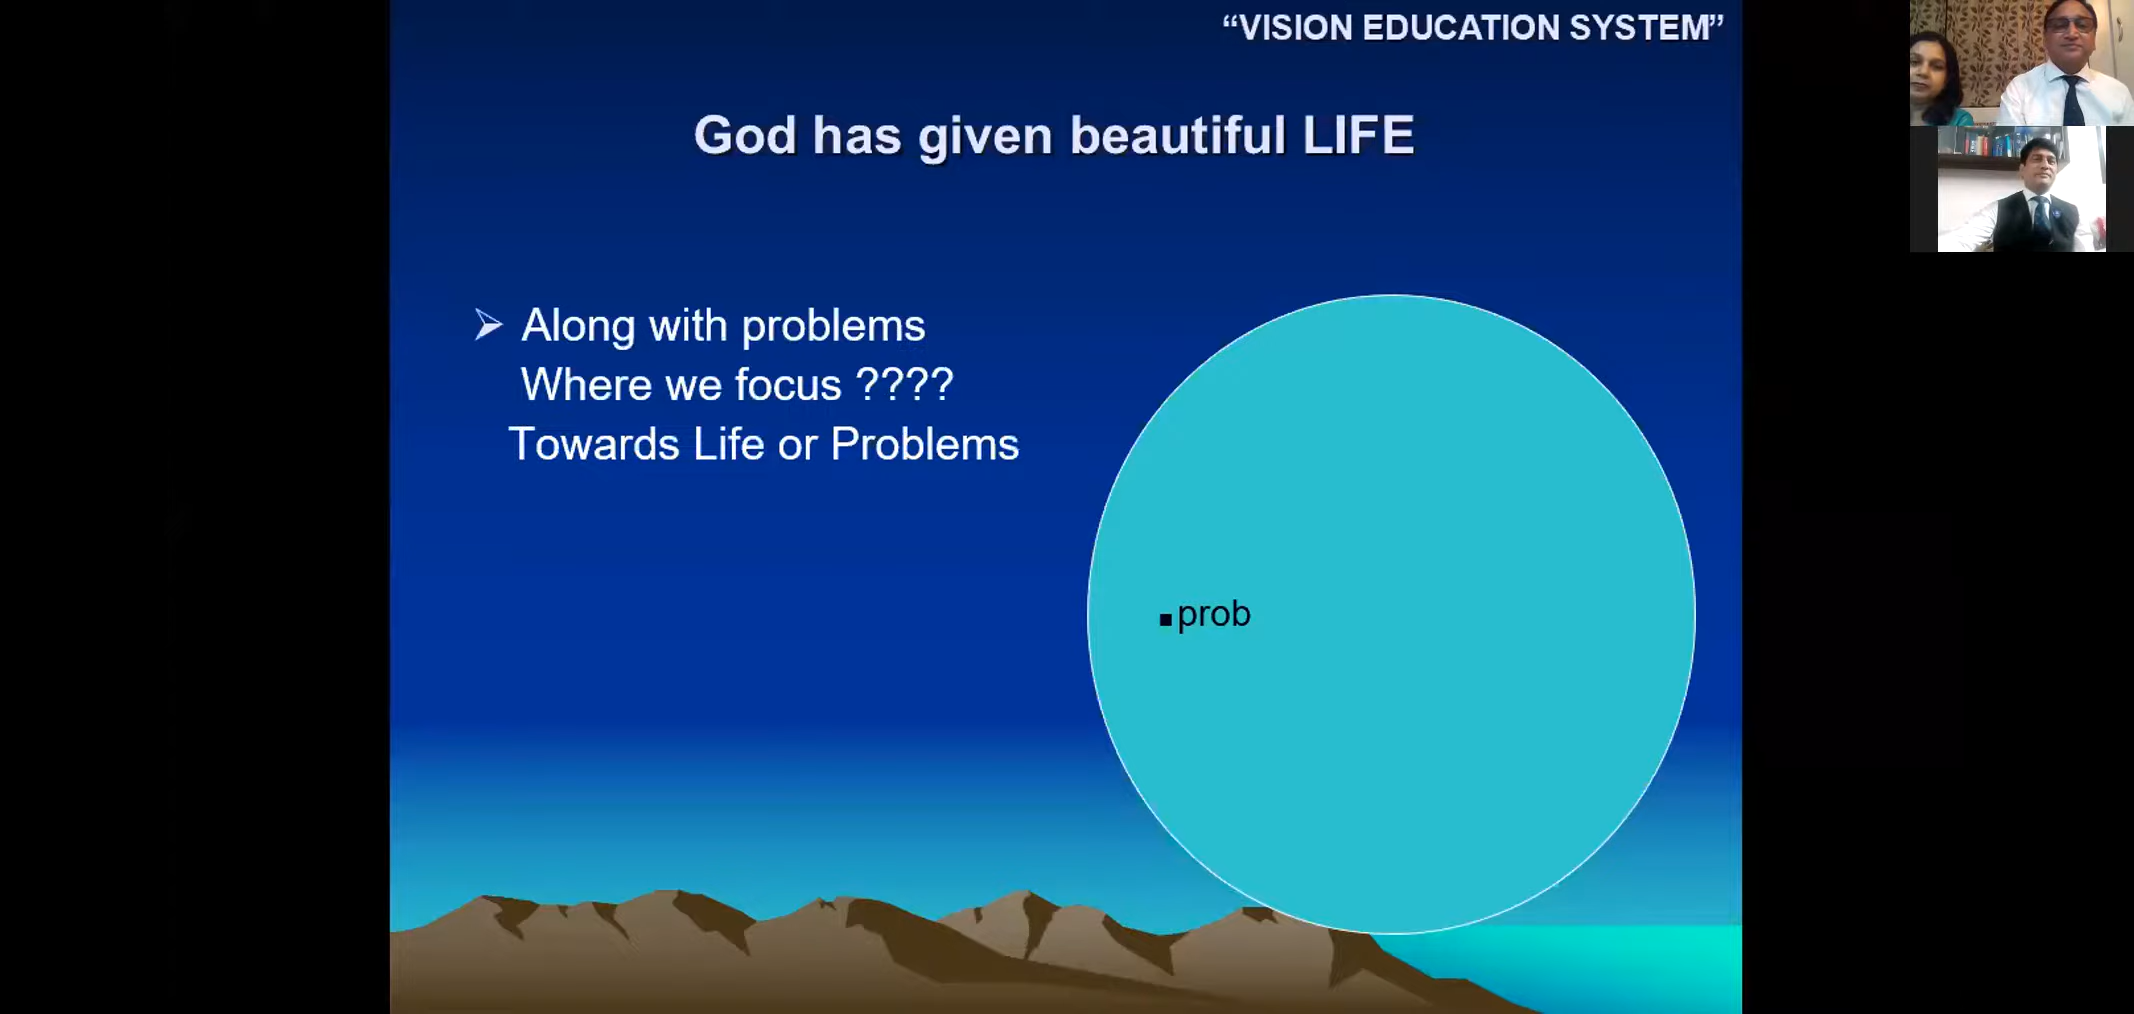 “VISION EDUCATION SYSTEM”
God has given beautiful LIFE
Along with problems
Where we focus ????
Towards Life or Problems
prob